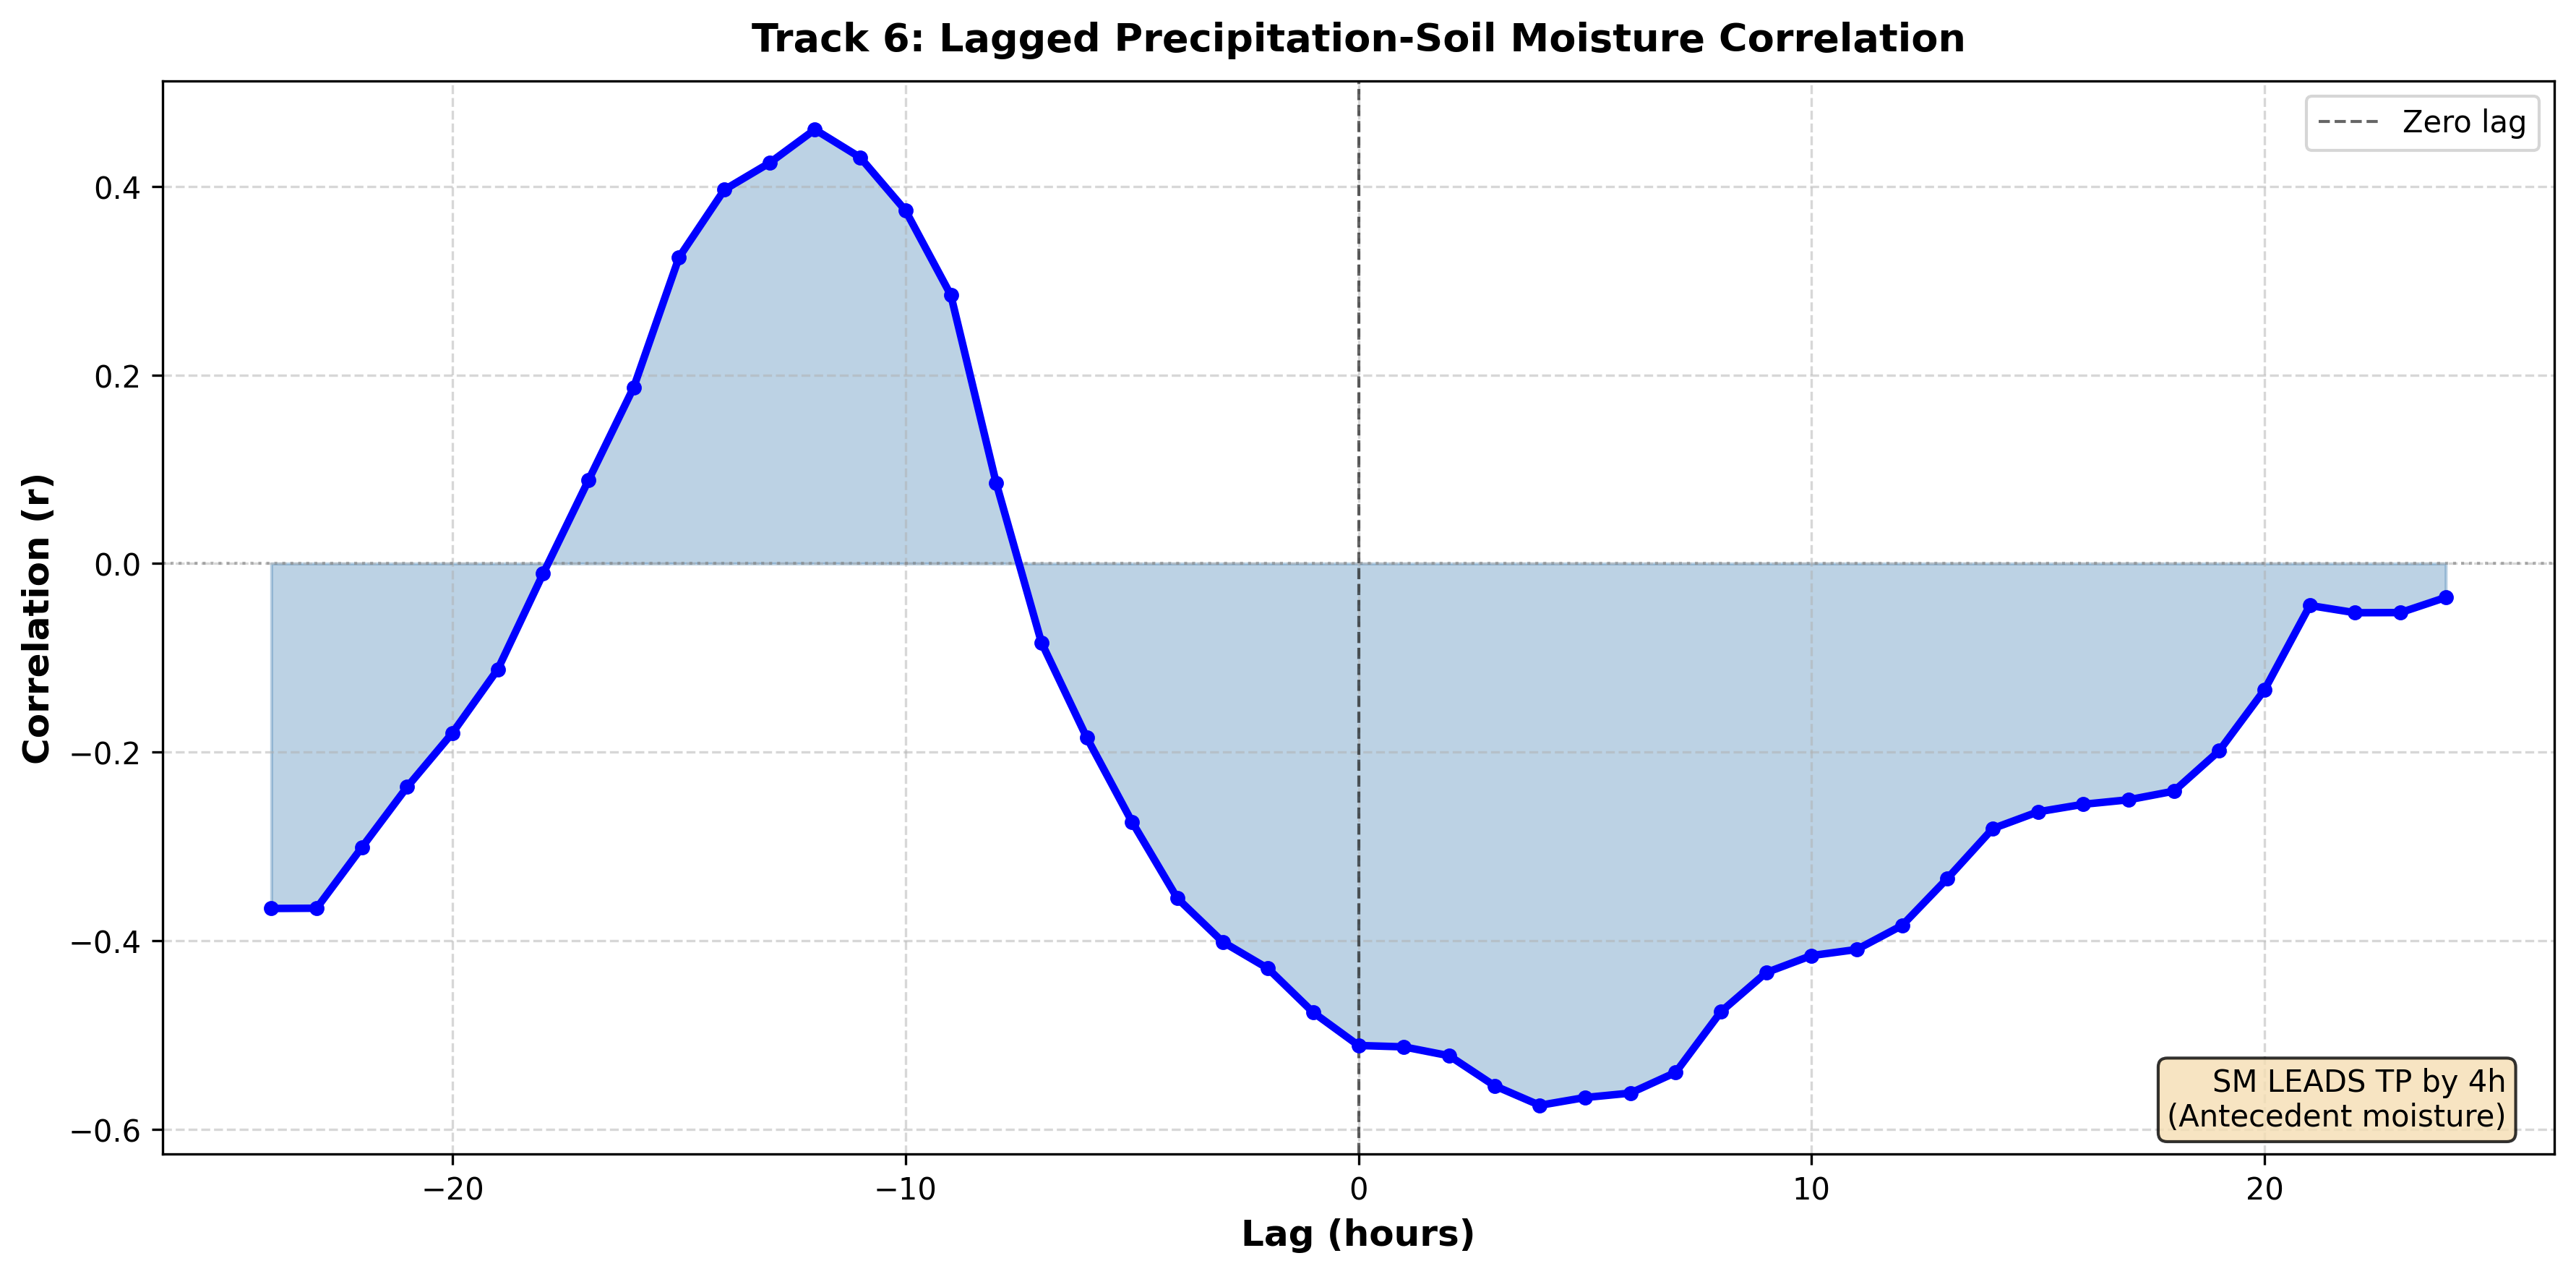 Track 6: Lagged Precipitation-Soil Moisture Correlation
Zero lag
Correlation (r)
0.4
0.2
0.0
−0.2
−0.4
−0.6
SM LEADS TP by 4h
(Antecedent moisture)
−20
−10
0
10
20
Lag (hours)